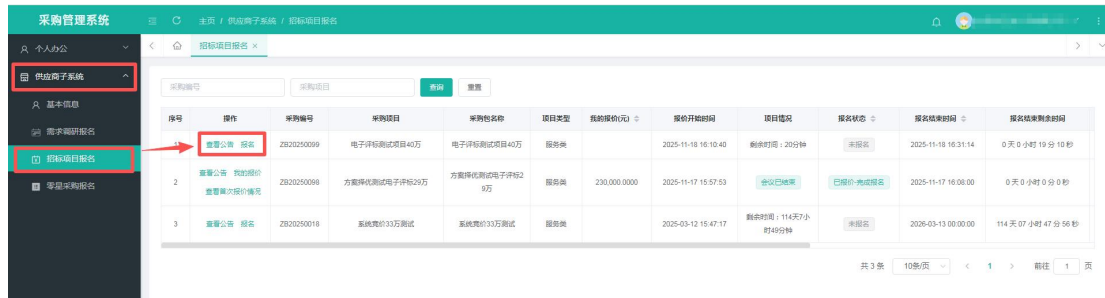 采购管理系统
主页 / 供应商子系统 / 招标项目报名
个人办公
招标项目报名 ×
供应商子系统
基本信息
需求调研报名
招标项目报名
零星采购报名
采购编号 采购项目 查询 重置
序号 操作 采购编号 采购项目 采购包名称 项目类型 我的报价(元) 报价开始时间 项目情况 报名状态 报名结束时间 报名结束剩余时间
查看公告 报名 ZB20250099 电子评标测试项目40万 电子评标测试项目40万 服务类 2025-11-18 16:10:40 剩余时间：20分钟 未报名 2025-11-18 16:31:14 0 天 0 小时 19 分 10 秒
2 查看公告 我的报价 查看首次报价情况 ZB20250098 方案择优测试电子评标29万 方案择优测试电子评标2
9万 服务类 230,000.0000 2025-11-17 15:57:53 会议已结束 已报价-完成报名 2025-11-17 16:08:00 0 天 0 小时 0 分 0 秒
3 查看公告 报名 ZB20250018 系统竞价33万测试 系统竞价33万测试 服务类 2025-03-12 15:47:17 剩余时间：114天7小
时49分钟 未报名 2026-03-13 00:00:00 114 天 07 小时 47 分 56 秒
共 3 条 10条/页 1 前往 1 页